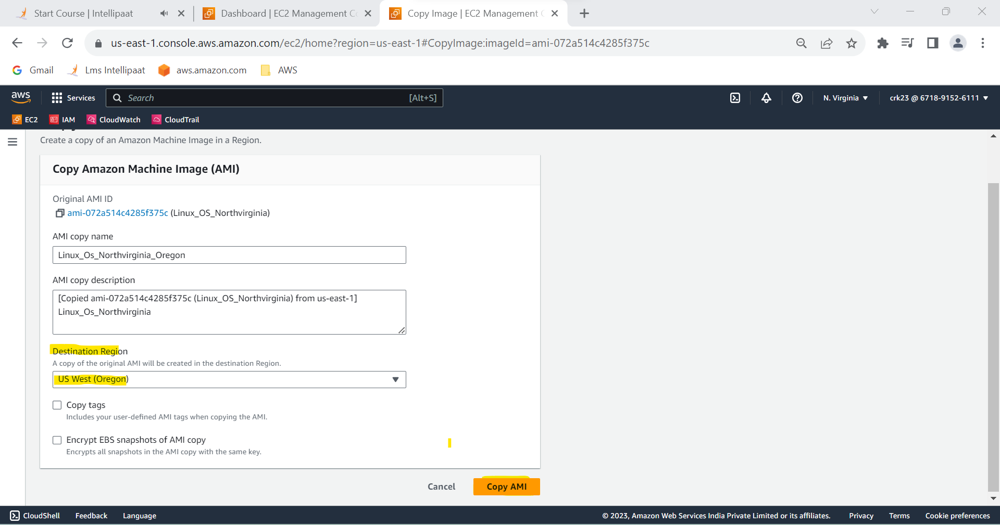 Start Course | Intellipaat
Dashboard | EC2 Management C
Copy Image | EC2 Management
us-east-1.console.aws.amazon.com/ec2/home?region=us-east-1#CopyImage:imageId=ami-072a514c4285f375c
Gmail
Lms Intellipaat
aws.amazon.com
AWS
aws
Services
Search
[Alt+S]
N. Virginia
crk23 @ 6718-9152-6111
EC2
IAM
CloudWatch
CloudTrail
Create a copy of an Amazon Machine Image in a Region.
Copy Amazon Machine Image (AMI)
Original AMI ID
ami-072a514c4285f375c (Linux_OS_Northvirginia)
AMI copy name
Linux_Os_Northvirginia_Oregon
AMI copy description
[Copied ami-072a514c4285f375c (Linux_OS_Northvirginia) from us-east-1]
Linux_Os_Northvirginia
Destination Region
A copy of the original AMI will be created in the destination Region.
US West (Oregon)
Copy tags
Includes your user-defined AMI tags when copying the AMI.
Encrypt EBS snapshots of AMI copy
Encrypts all snapshots in the AMI copy with the same key.
Cancel
Copy AMI
CloudShell
Feedback
Language
© 2023, Amazon Web Services India Private Limited or its affiliates.
Privacy
Terms
Cookie preferences